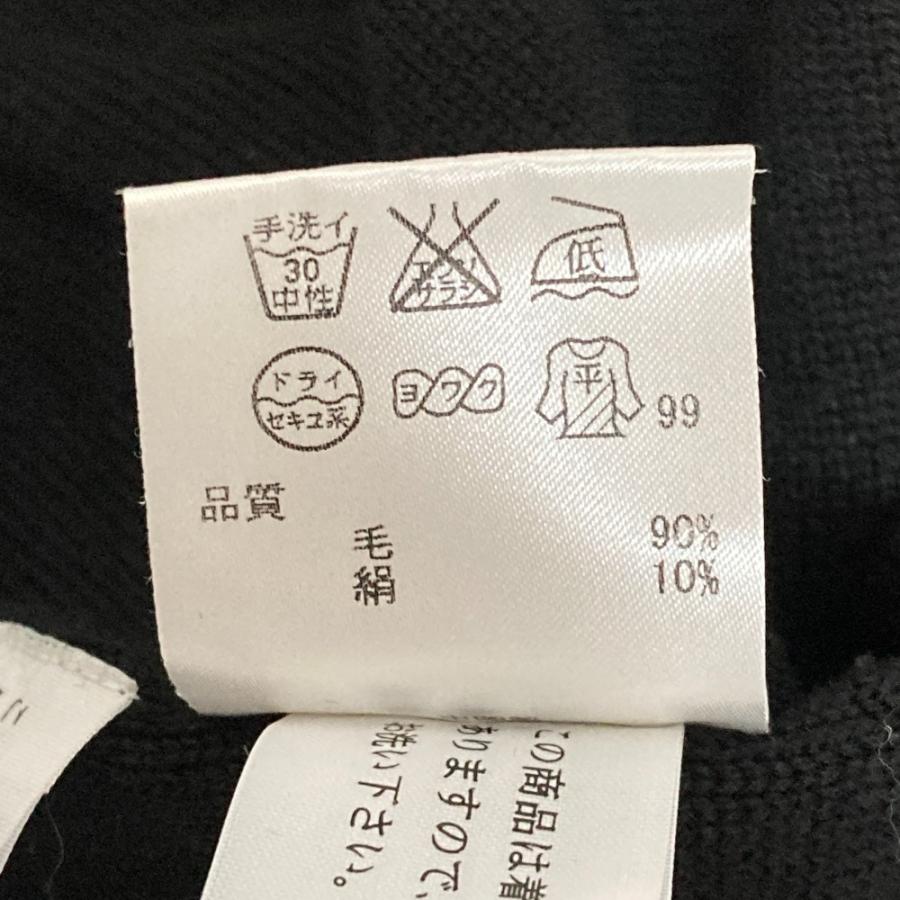 手洗イ
30
中性
エンソ
サラシ
低
ドライ
セキユ系
ヨワク
平
99
品質
毛 90%
絹 10%
この商品は着
ありますので、
お洗い下さい。